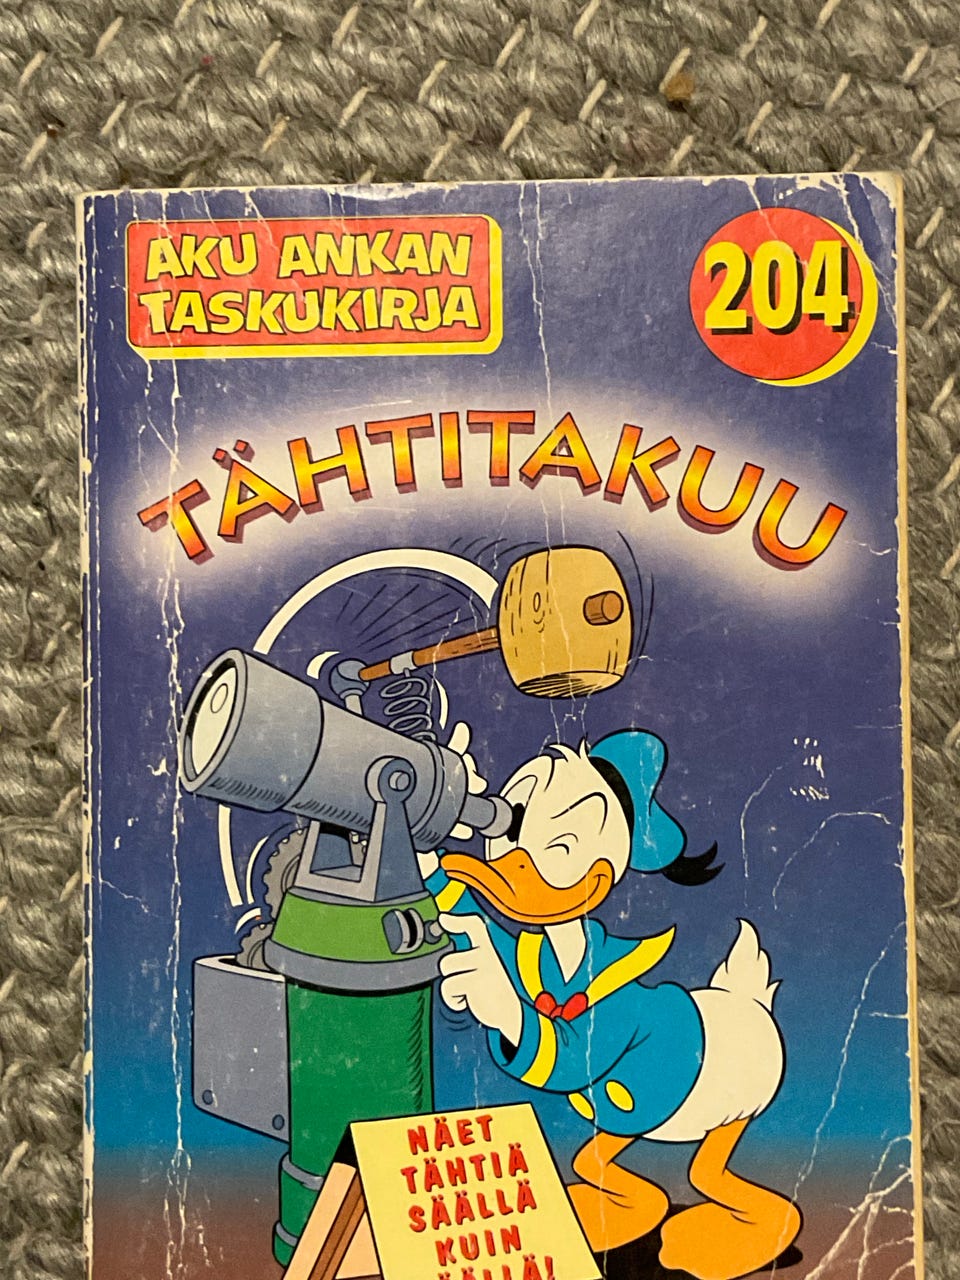 AKU ANKAN
TASKUKIRJA
204
TÄHTITAKUU
NÄET
TÄHTIÄ
SÄÄLLÄ
KUIN